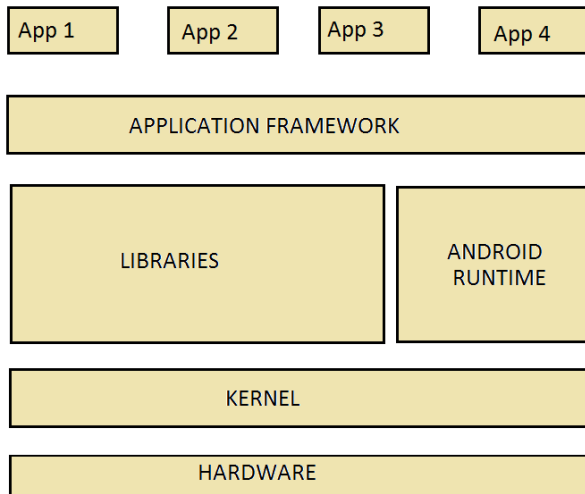 App 1
App 2
App 3
App 4
APPLICATION FRAMEWORK
LIBRARIES
ANDROID
RUNTIME
KERNEL
HARDWARE